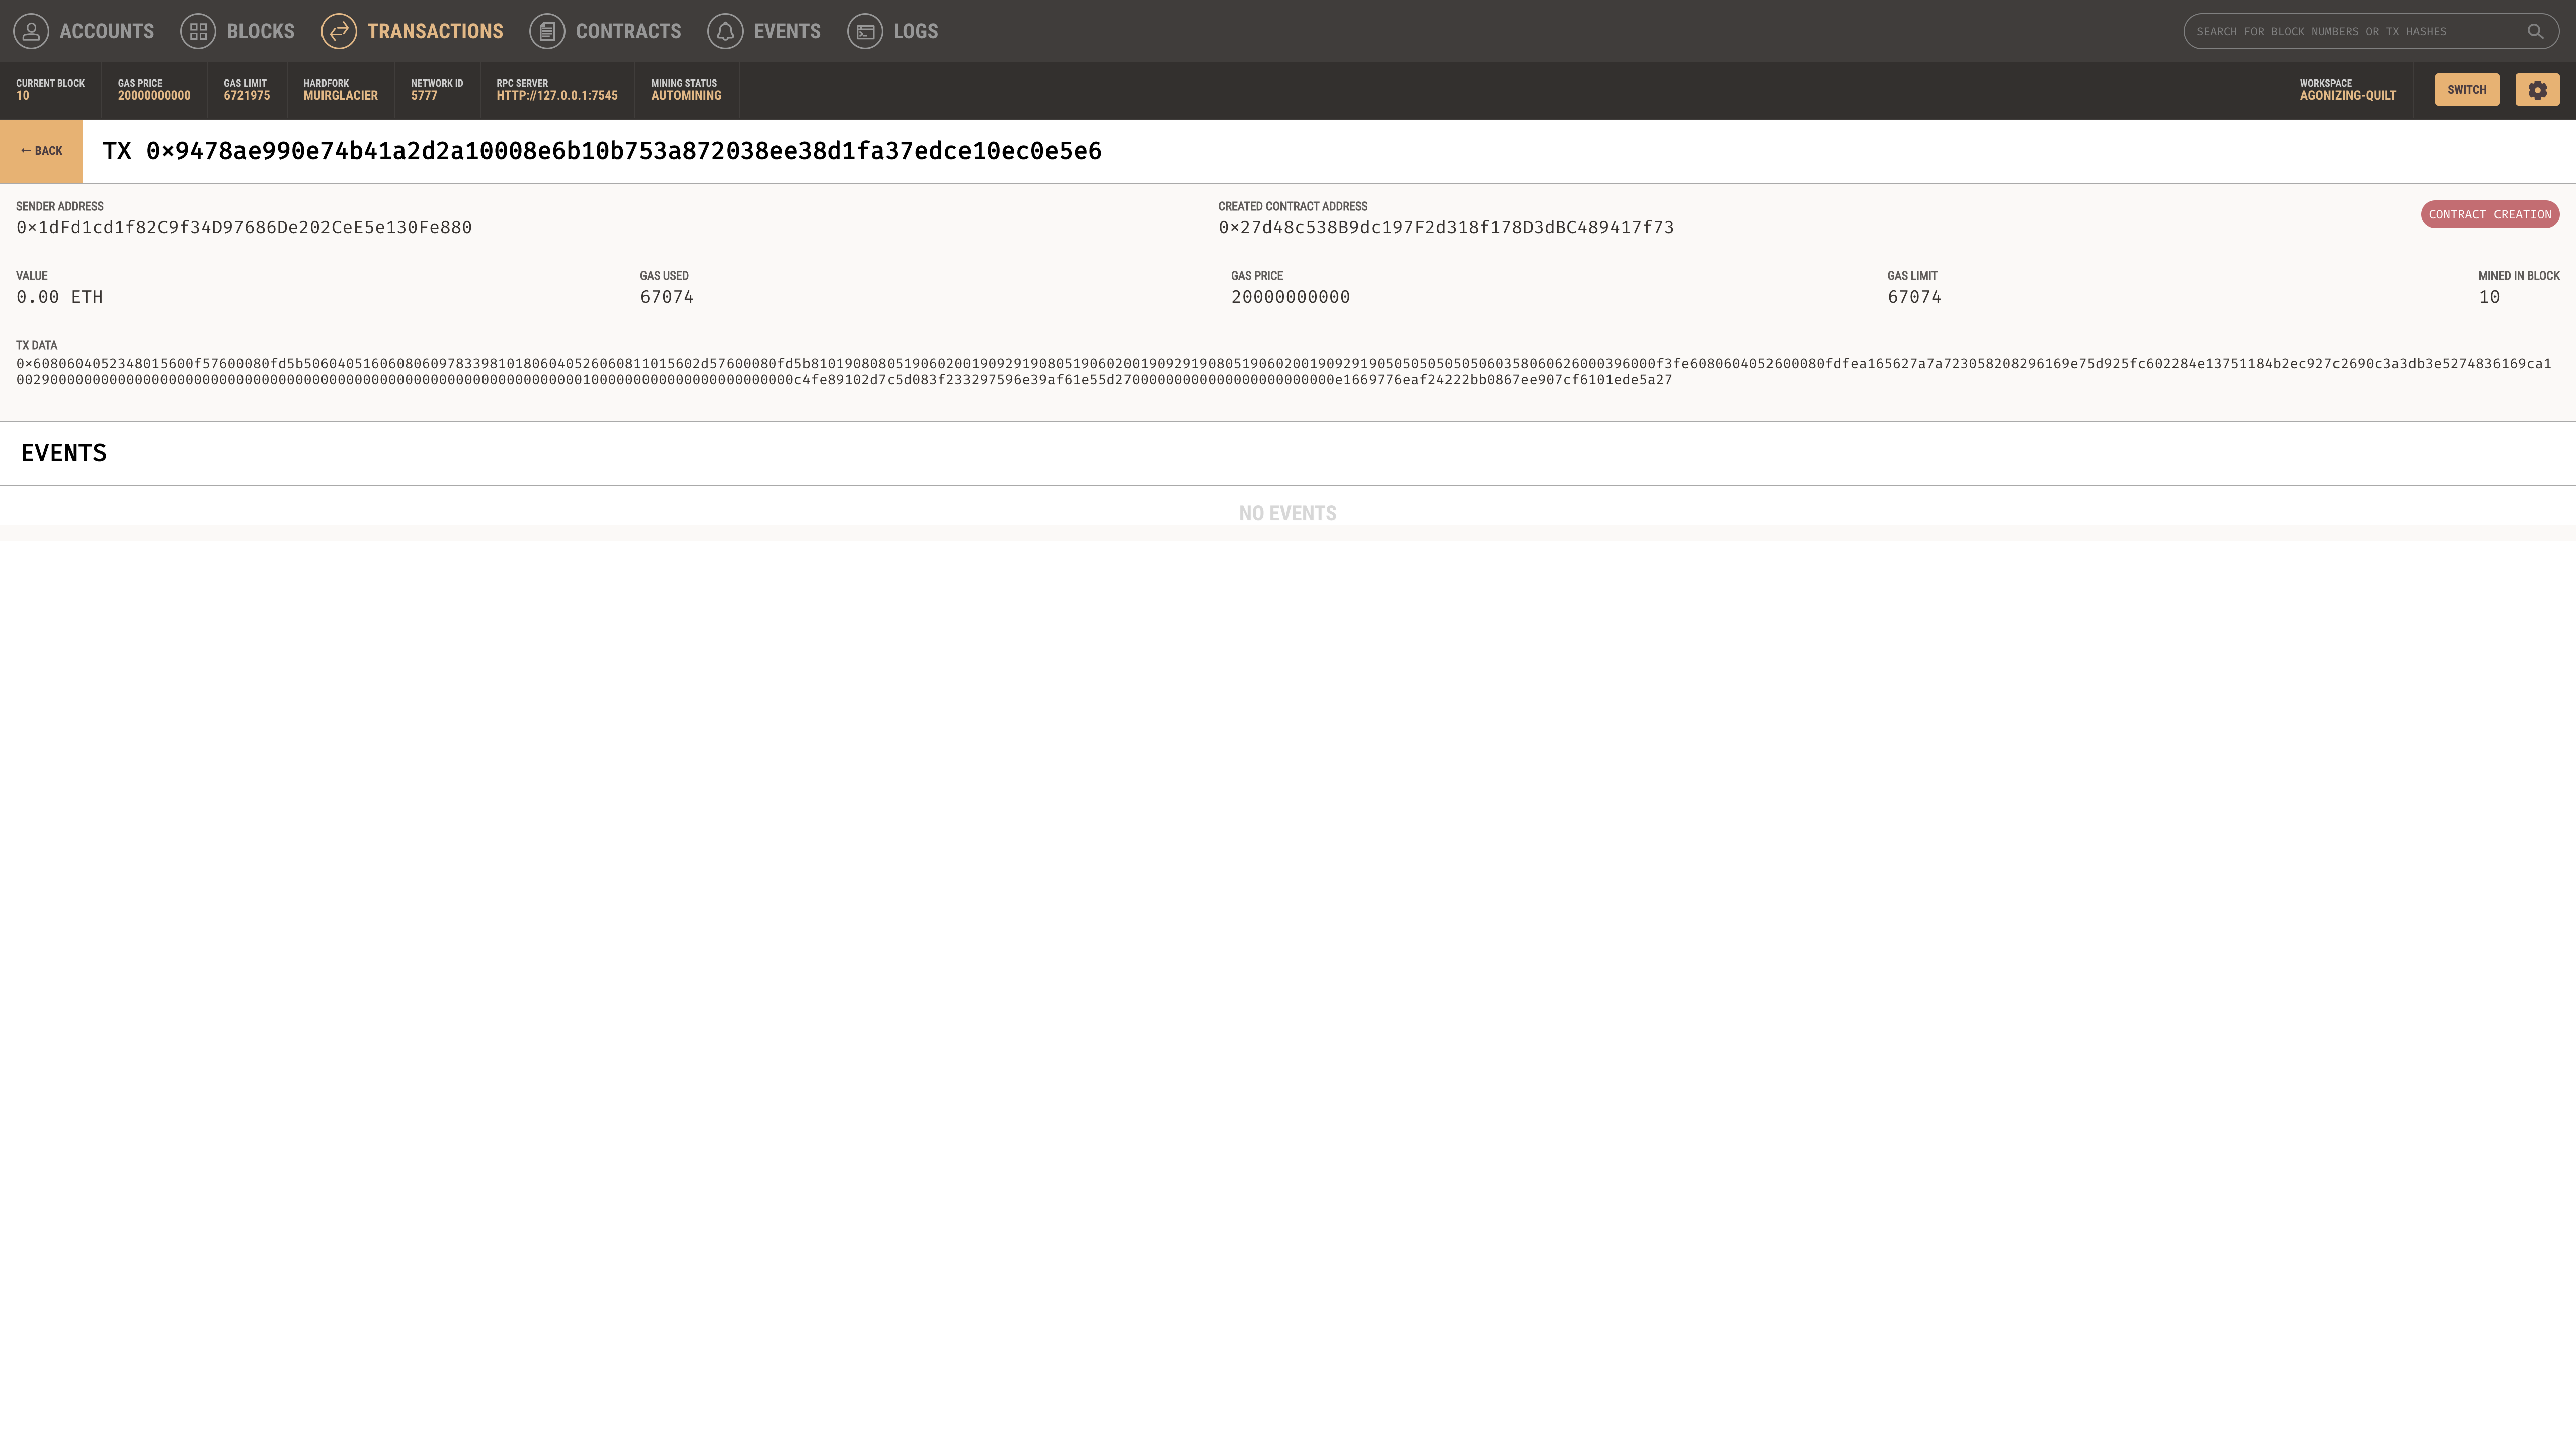 ACCOUNTS BLOCKS TRANSACTIONS CONTRACTS EVENTS LOGS SEARCH FOR BLOCK NUMBERS OR TX HASHES
CURRENT BLOCK GAS PRICE GAS LIMIT HARDFORK NETWORK ID RPC SERVER MINING STATUS WORKSPACE
10 20000000000 6721975 MUIRGLACIER 5777 HTTP://127.0.0.1:7545 AUTOMINING AGONIZING-QUILT SWITCH
← BACK TX 0×9478ae990e74b41a2d2a10008e6b10b753a872038ee38d1fa37edce10ec0e5e6
SENDER ADDRESS CREATED CONTRACT ADDRESS
0×1dFd1cd1f82C9f34D97686De202CeE5e130Fe880 0×27d48c538B9dc197F2d318f178D3dBC489417f73 CONTRACT CREATION
VALUE GAS USED GAS PRICE GAS LIMIT MINED IN BLOCK
0.00 ETH 67074 20000000000 67074 10
TX DATA
0×6080604052348015600f57600080fd5b50604051606080609783398101806040526060811015602d57600080fd5b8101908080519060200190929190805190602001909291908051906020019092919050505050505060358060626000396000f3fe6080604052600080fdfea165627a7a723058208296169e75d925fc602284e13751184b2ec927c2690c3a3db3e5274836169ca1
0029000000000000000000000000000000000000000000000000000000000000000100000000000000000000000c4fe89102d7c5d083f233297596e39af61e55d270000000000000000000000000e1669776eaf24222bb0867ee907cf6101ede5a27
EVENTS
NO EVENTS